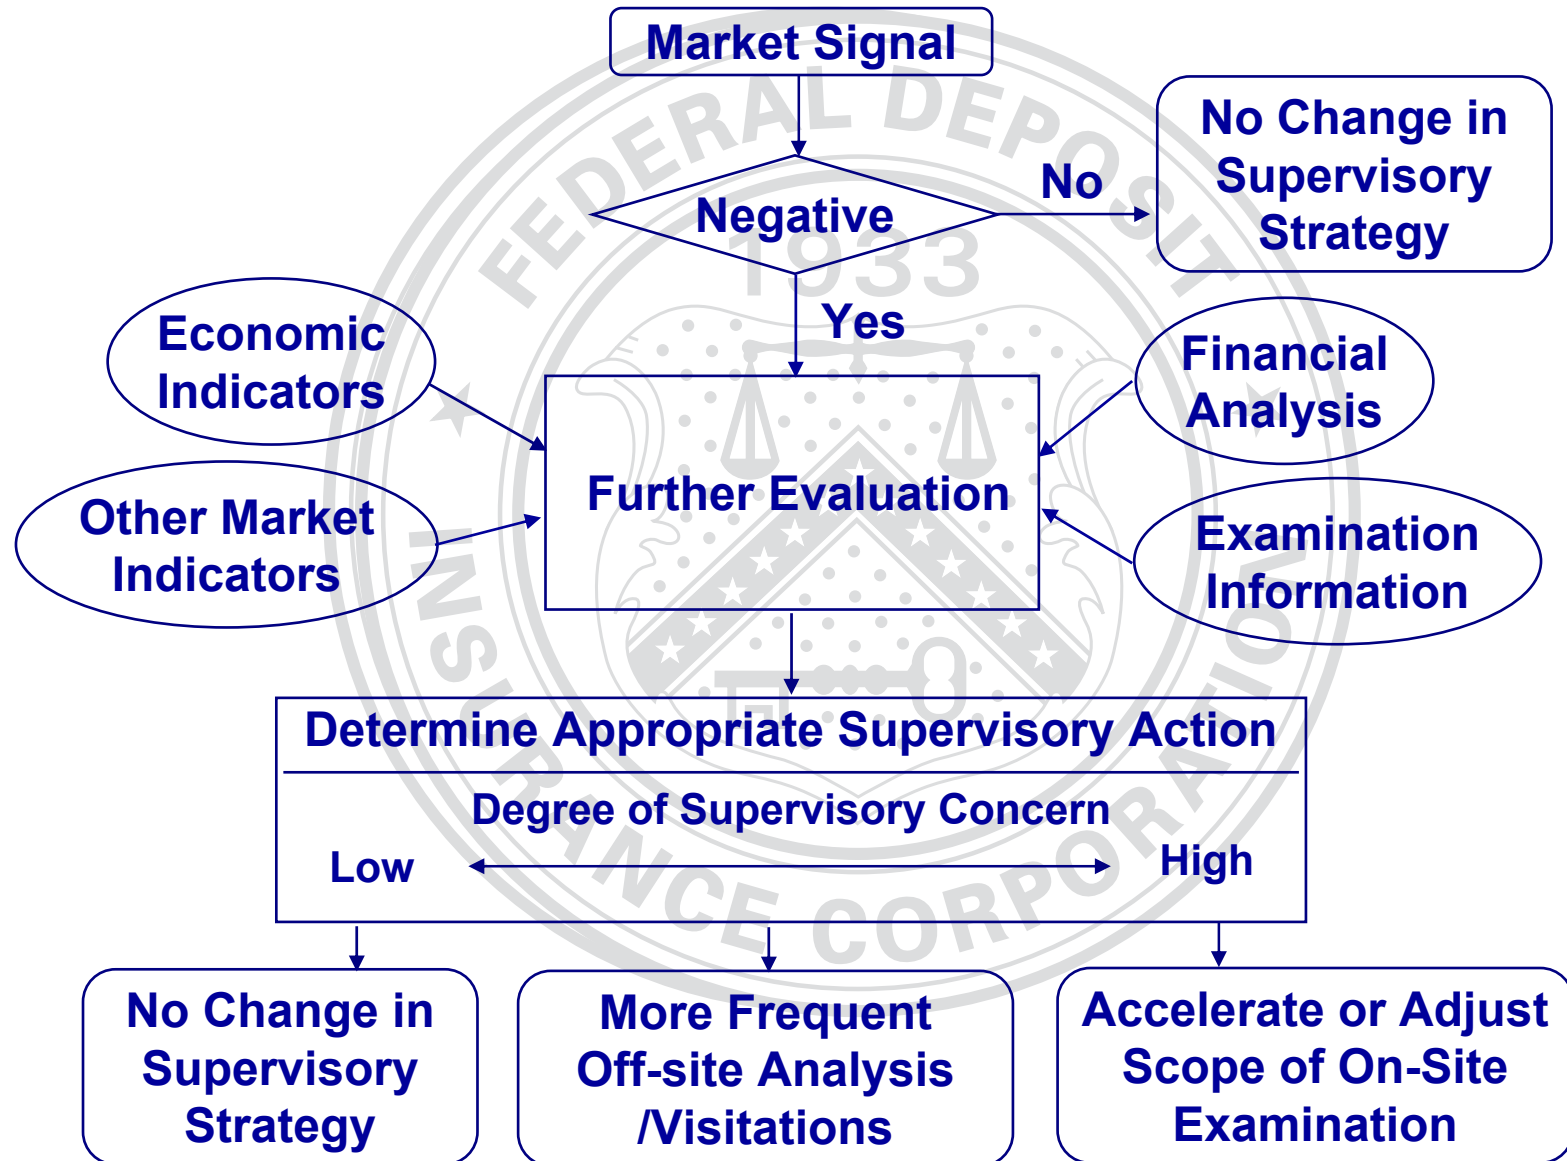 Market Signal
No Change in
Supervisory
Strategy
Negative
No
Yes
Economic
Indicators
Financial
Analysis
Further Evaluation
Other Market
Indicators
Examination
Information
Determine Appropriate Supervisory Action
Degree of Supervisory Concern
Low
High
No Change in
Supervisory
Strategy
More Frequent
Off-site Analysis
/Visitations
Accelerate or Adjust
Scope of On-Site
Examination
FEDERAL DEPOSIT
INSURANCE CORPORATION
1933